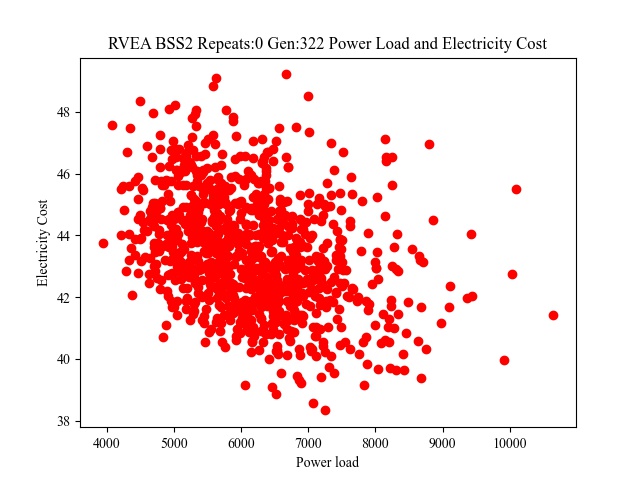 RVEA BSS2 Repeats:0 Gen:322 Power Load and Electricity Cost
48
46
44
42
40
38
Electricity Cost
4000 5000 6000 7000 8000 9000 10000
Power load